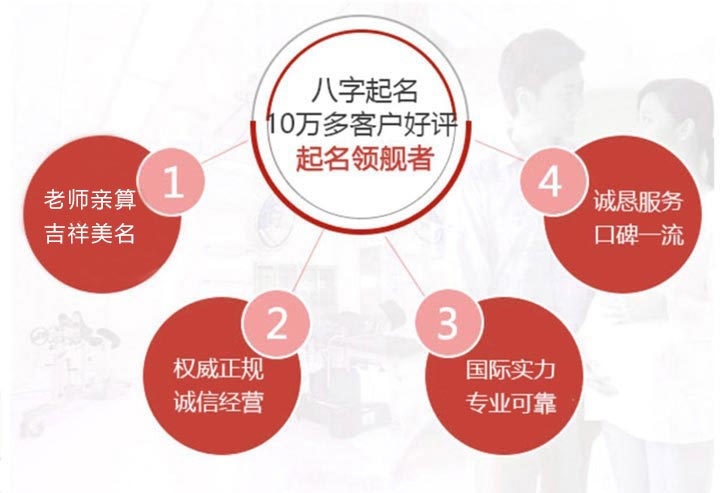 八字起名
10万多客户好评
起名领舰者
1
老师亲算
吉祥美名
2
权威正规
诚信经营
3
国际实力
专业可靠
4
诚恳服务
口碑一流